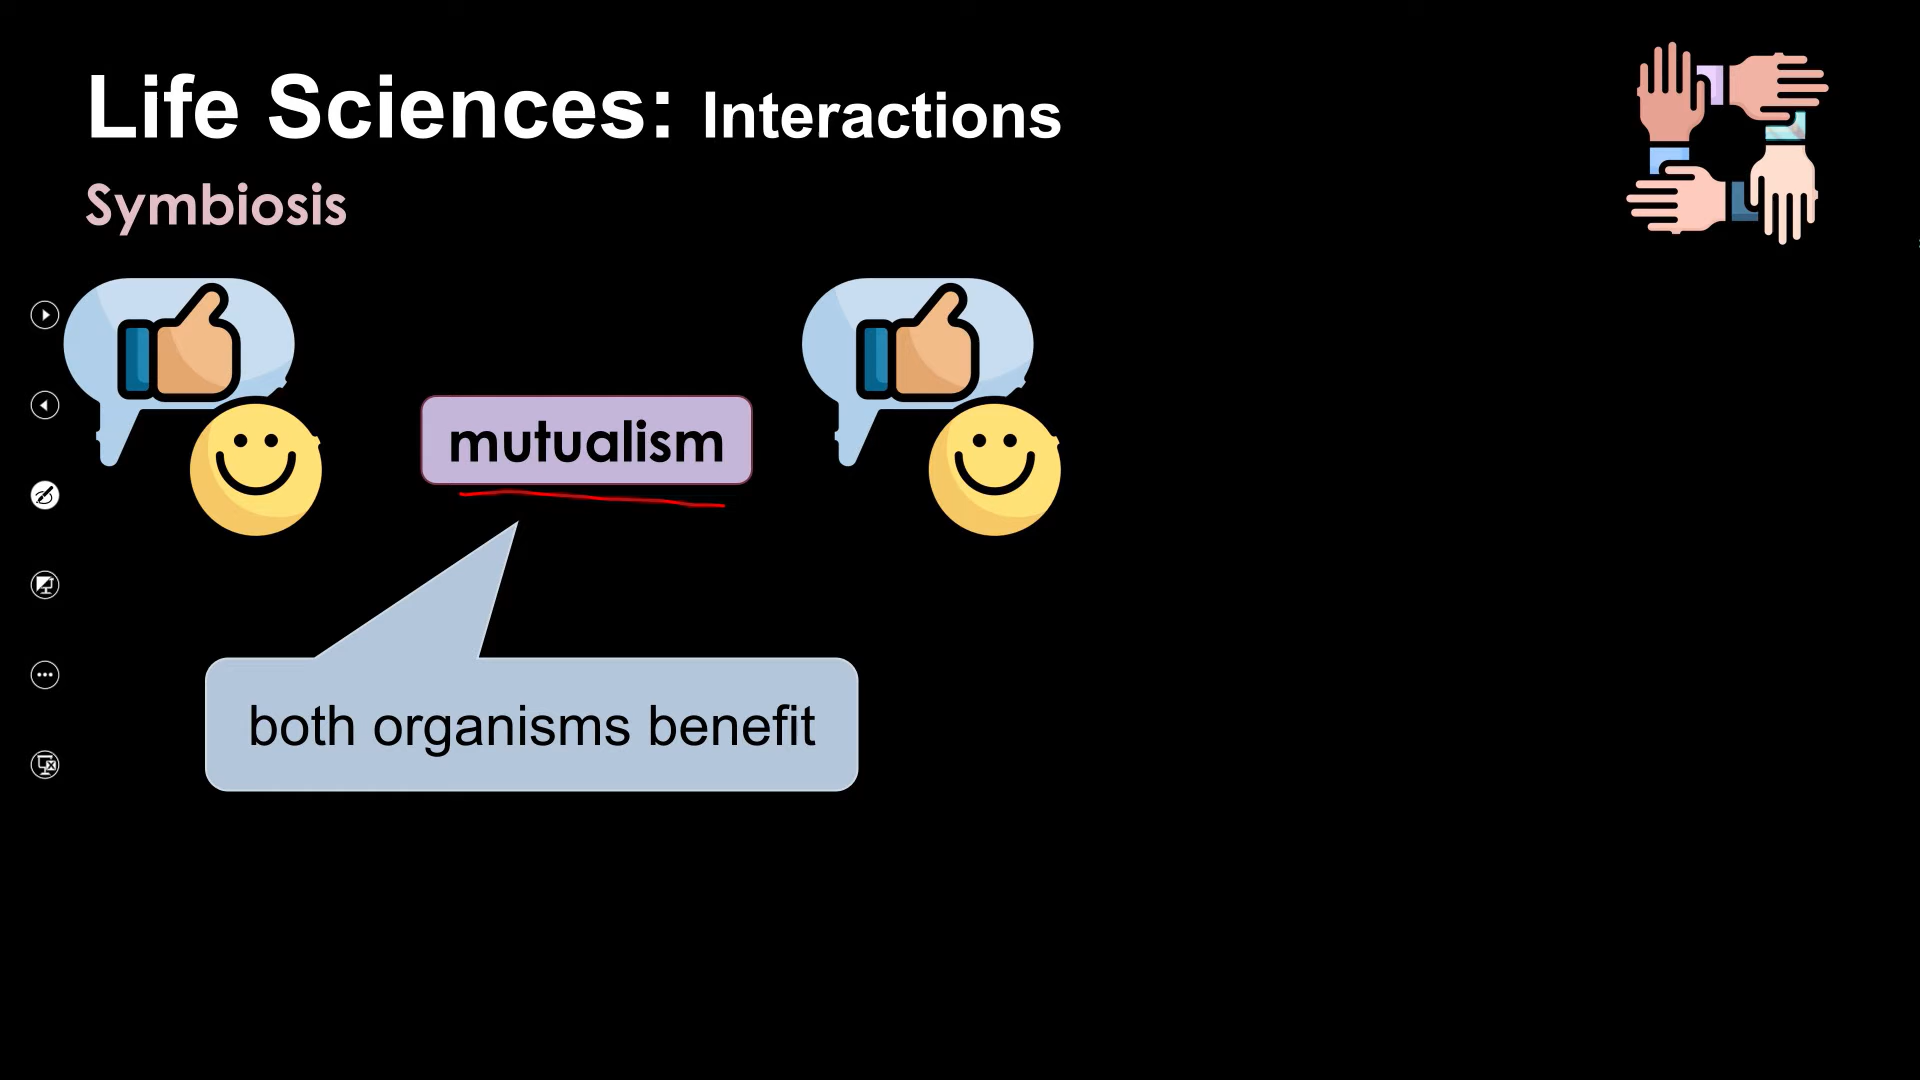 Life Sciences: Interactions
Symbiosis
mutualism
both organisms benefit